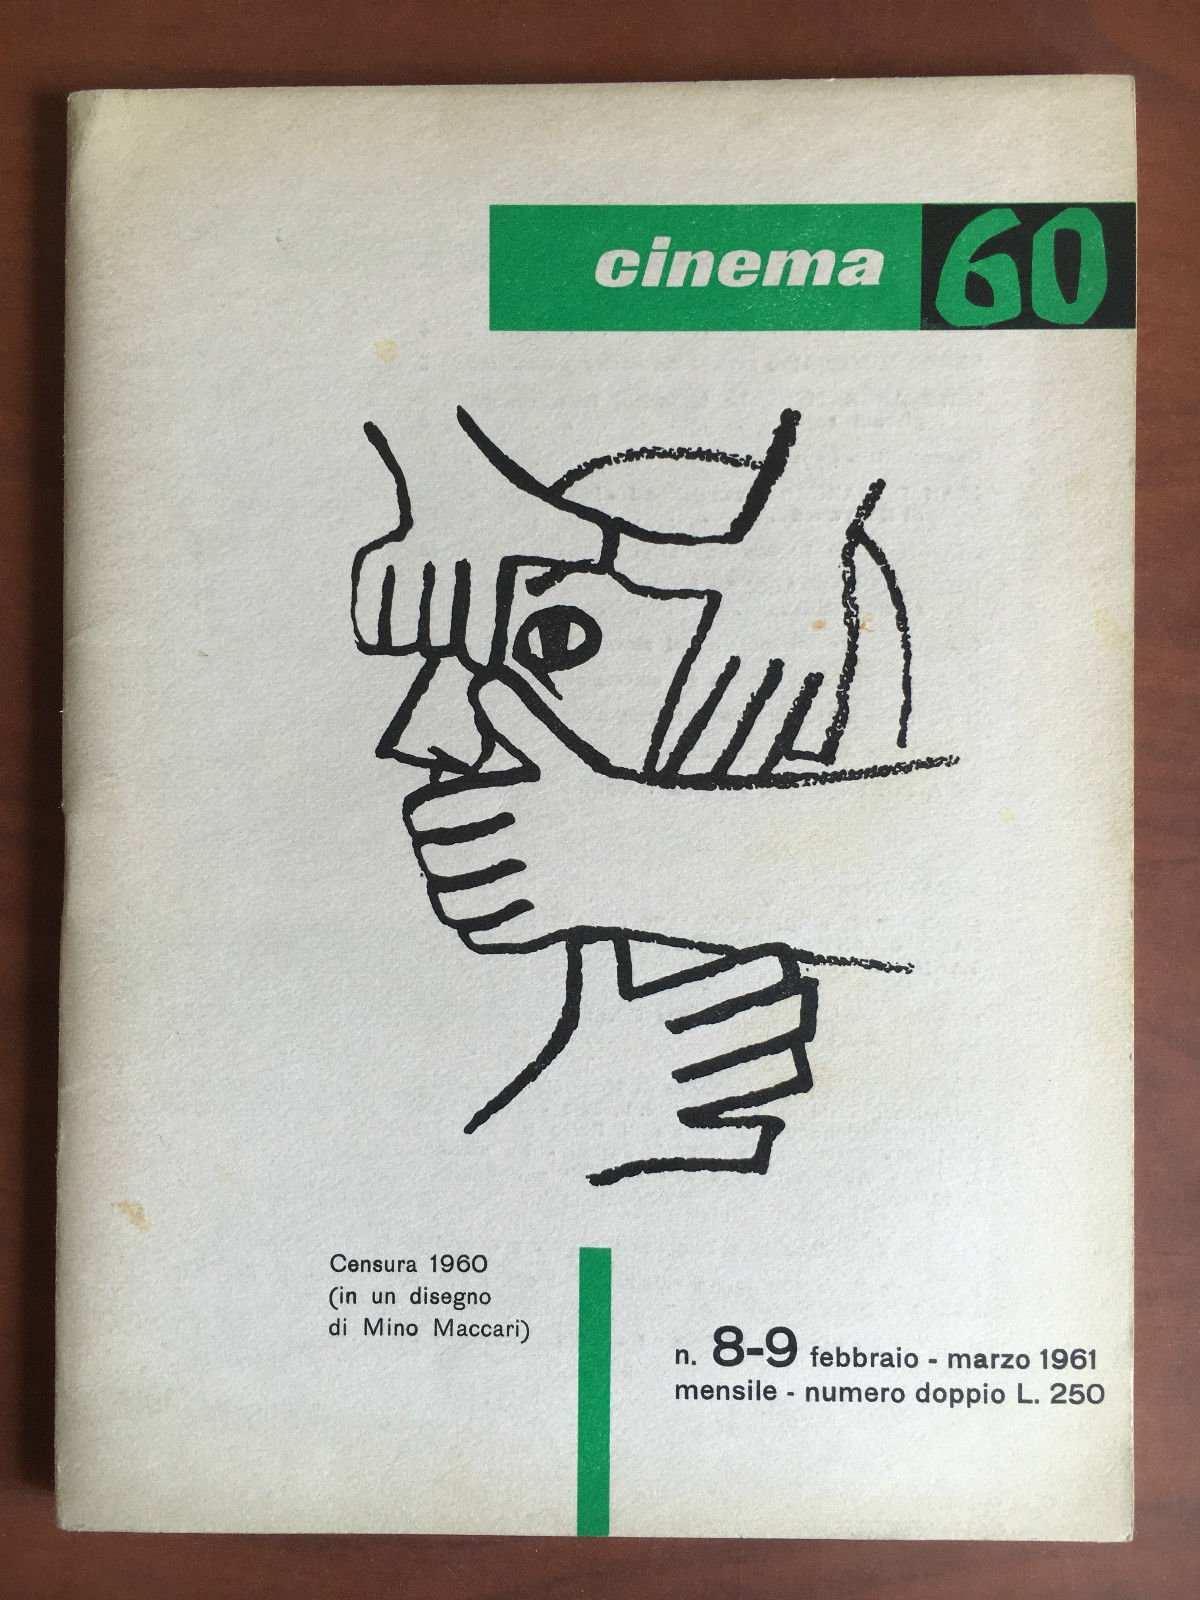 cinema 60
Censura 1960
(in un disegno
di Mino Maccari)
n. 8-9 febbraio - marzo 1961
mensile - numero doppio L. 250